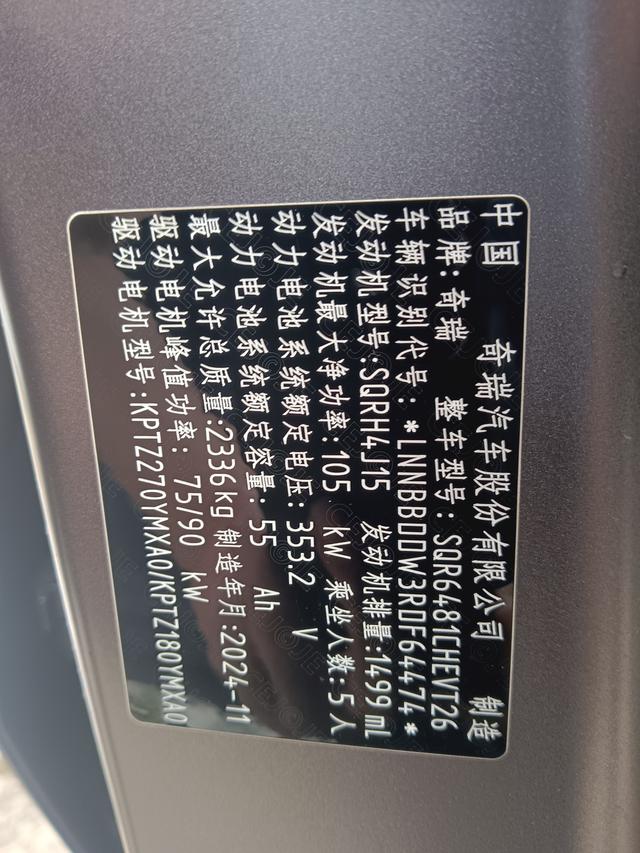 中国 奇瑞汽车股份有限公司 制造
品牌:奇瑞 整车型号:SQR6481CHEVT26
车辆识别代号:*LNNBBDDW3RDF64474*
发动机型号:SQRH4J15 发动机排量:1499ml
发动机最大净功率:105 kW 乘坐人数:5人
动力电池系统额定电压:353.2 V
动力电池系统额定容量:55 Ah
最大允许总质量:2336kg 制造年月:2024-11
驱动电机峰值功率: 75/90 kW
驱动电机型号:KPTZ270YMXA0/KPTZ180YMXA0